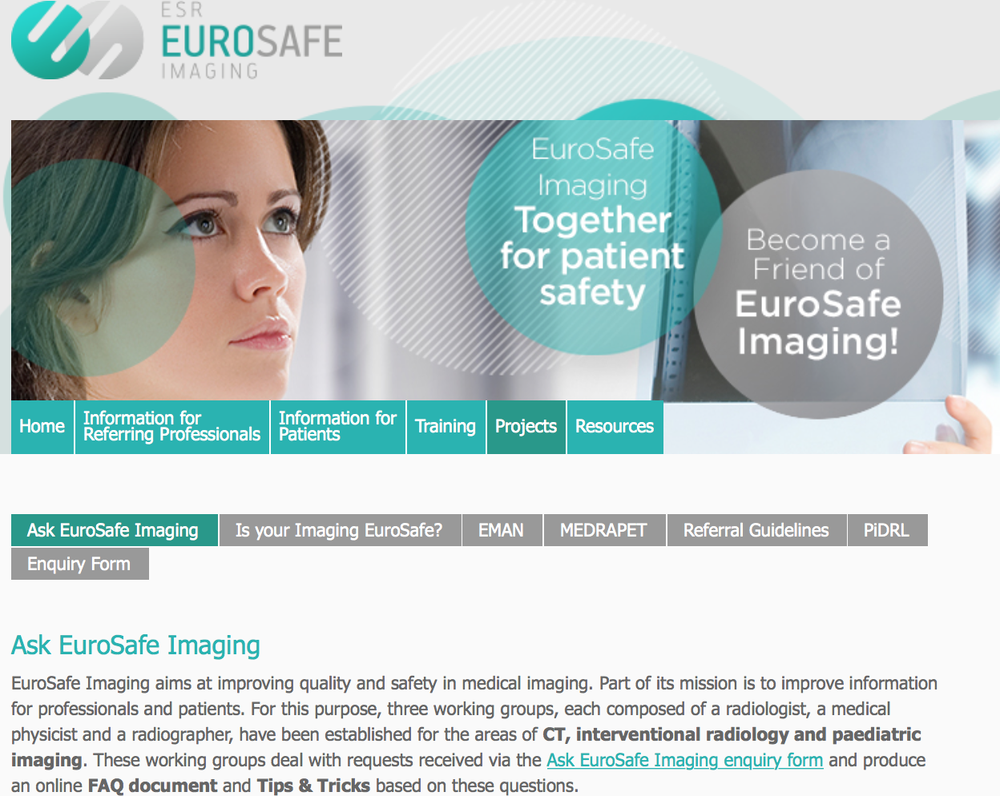 ESR
EUROSAFE
IMAGING
EuroSafe
Imaging
Together
for patient
safety
Become a
Friend of
EuroSafe
Imaging!
Home
Information for
Referring Professionals
Information for
Patients
Training
Projects
Resources
Ask EuroSafe Imaging
Is your Imaging EuroSafe?
EMAN
MEDRAPET
Referral Guidelines
PiDRL
Enquiry Form
Ask EuroSafe Imaging
EuroSafe Imaging aims at improving quality and safety in medical imaging. Part of its mission is to improve information
for professionals and patients. For this purpose, three working groups, each composed of a radiologist, a medical
physicist and a radiographer, have been established for the areas of CT, interventional radiology and paediatric
imaging. These working groups deal with requests received via the Ask EuroSafe Imaging enquiry form and produce
an online FAQ document and Tips & Tricks based on these questions.